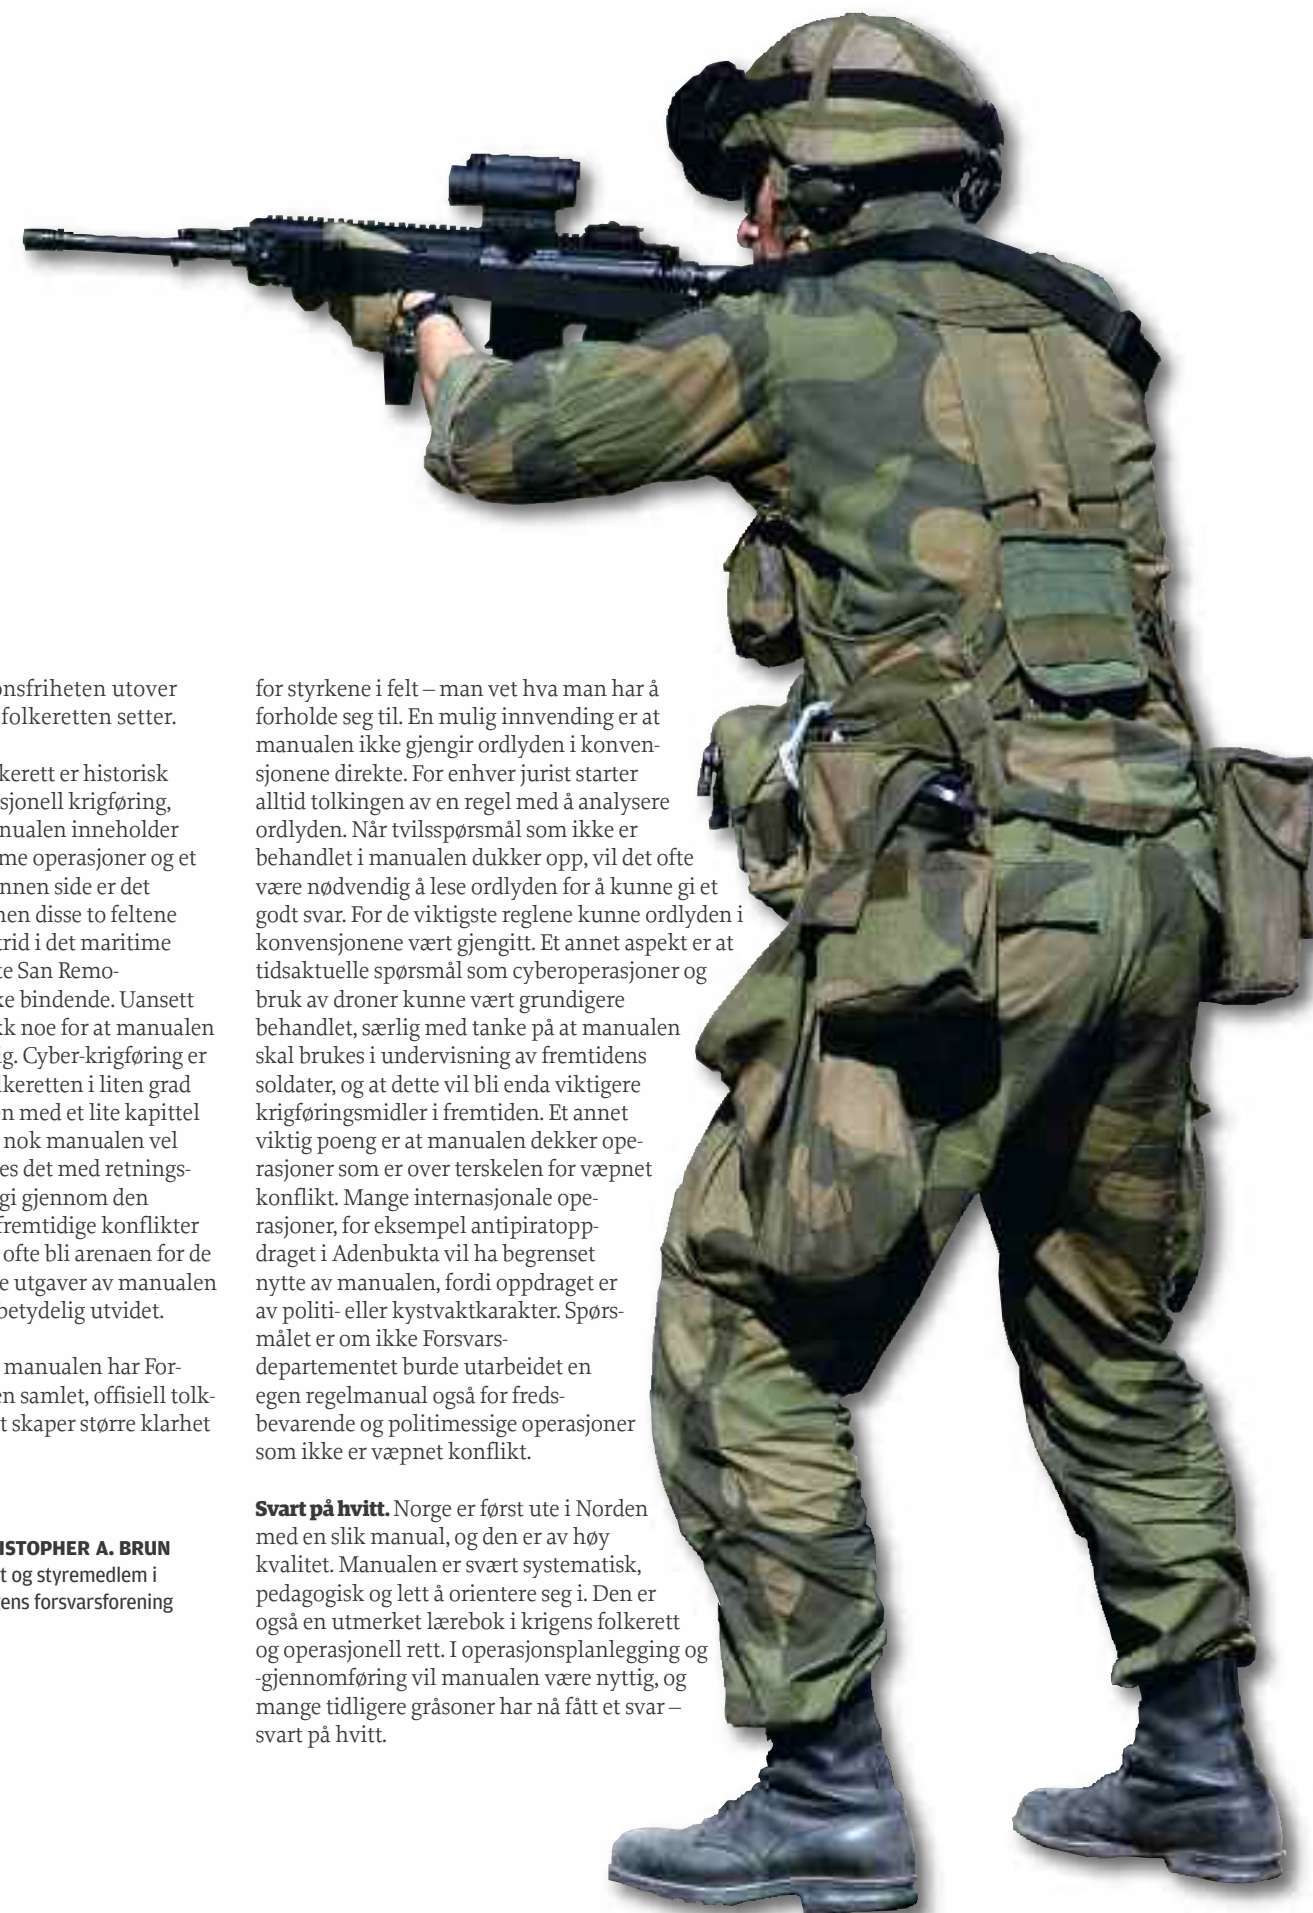 onsfriheten utover
folkeretten setter.
kerett er historisk
sjonell krigføring,
nualen inneholder
me operasjoner og et
nnen side er det
nen disse to feltene
trid i det maritime
te San Remo-
ke bindende. Uansett
kk noe for at manualen
ig. Cyber-krigføring er
lkeretten i liten grad
en med et lite kapittel
nok manualen vel
es det med retnings-
gi gjennom den
fremtidige konflikter
ofte bli arenaen for de
e utgaver av manualen
betydelig utvidet.
manualen har For-
en samlet, offisiell tolk-
t skaper større klarhet
ISTOPHER A. BRUN
t og styremedlem i
gens forsvarsforening
for styrkene i felt – man vet hva man har å
forholde seg til. En mulig innvending er at
manualen ikke gjengir ordlyden i konven-
sjonene direkte. For enhver jurist starter
alltid tolkingen av en regel med å analysere
ordlyden. Når tvilsspørsmål som ikke er
behandlet i manualen dukker opp, vil det ofte
være nødvendig å lese ordlyden for å kunne gi et
godt svar. For de viktigste reglene kunne ordlyden i
konvensjonene vært gjengitt. Et annet aspekt er at
tidsaktuelle spørsmål som cyberoperasjoner og
bruk av droner kunne vært grundigere
behandlet, særlig med tanke på at manualen
skal brukes i undervisning av fremtidens
soldater, og at dette vil bli enda viktigere
krigføringsmidler i fremtiden. Et annet
viktig poeng er at manualen dekker ope-
rasjoner som er over terskelen for væpnet
konflikt. Mange internasjonale ope-
rasjoner, for eksempel antipiratopp-
draget i Adenbukta vil ha begrenset
nytte av manualen, fordi oppdraget er
av politi- eller kystvaktkarakter. Spørs-
målet er om ikke Forsvars-
departementet burde utarbeidet en
egen regelmanual også for freds-
bevarende og politimessige operasjoner
som ikke er væpnet konflikt.
Svart på hvitt. Norge er først ute i Norden
med en slik manual, og den er av høy
kvalitet. Manualen er svært systematisk,
pedagogisk og lett å orientere seg i. Den er
også en utmerket lærebok i krigens folkerett
og operasjonell rett. I operasjonsplanlegging og
-gjennomføring vil manualen være nyttig, og
mange tidligere gråsoner har nå fått et svar –
svart på hvitt.